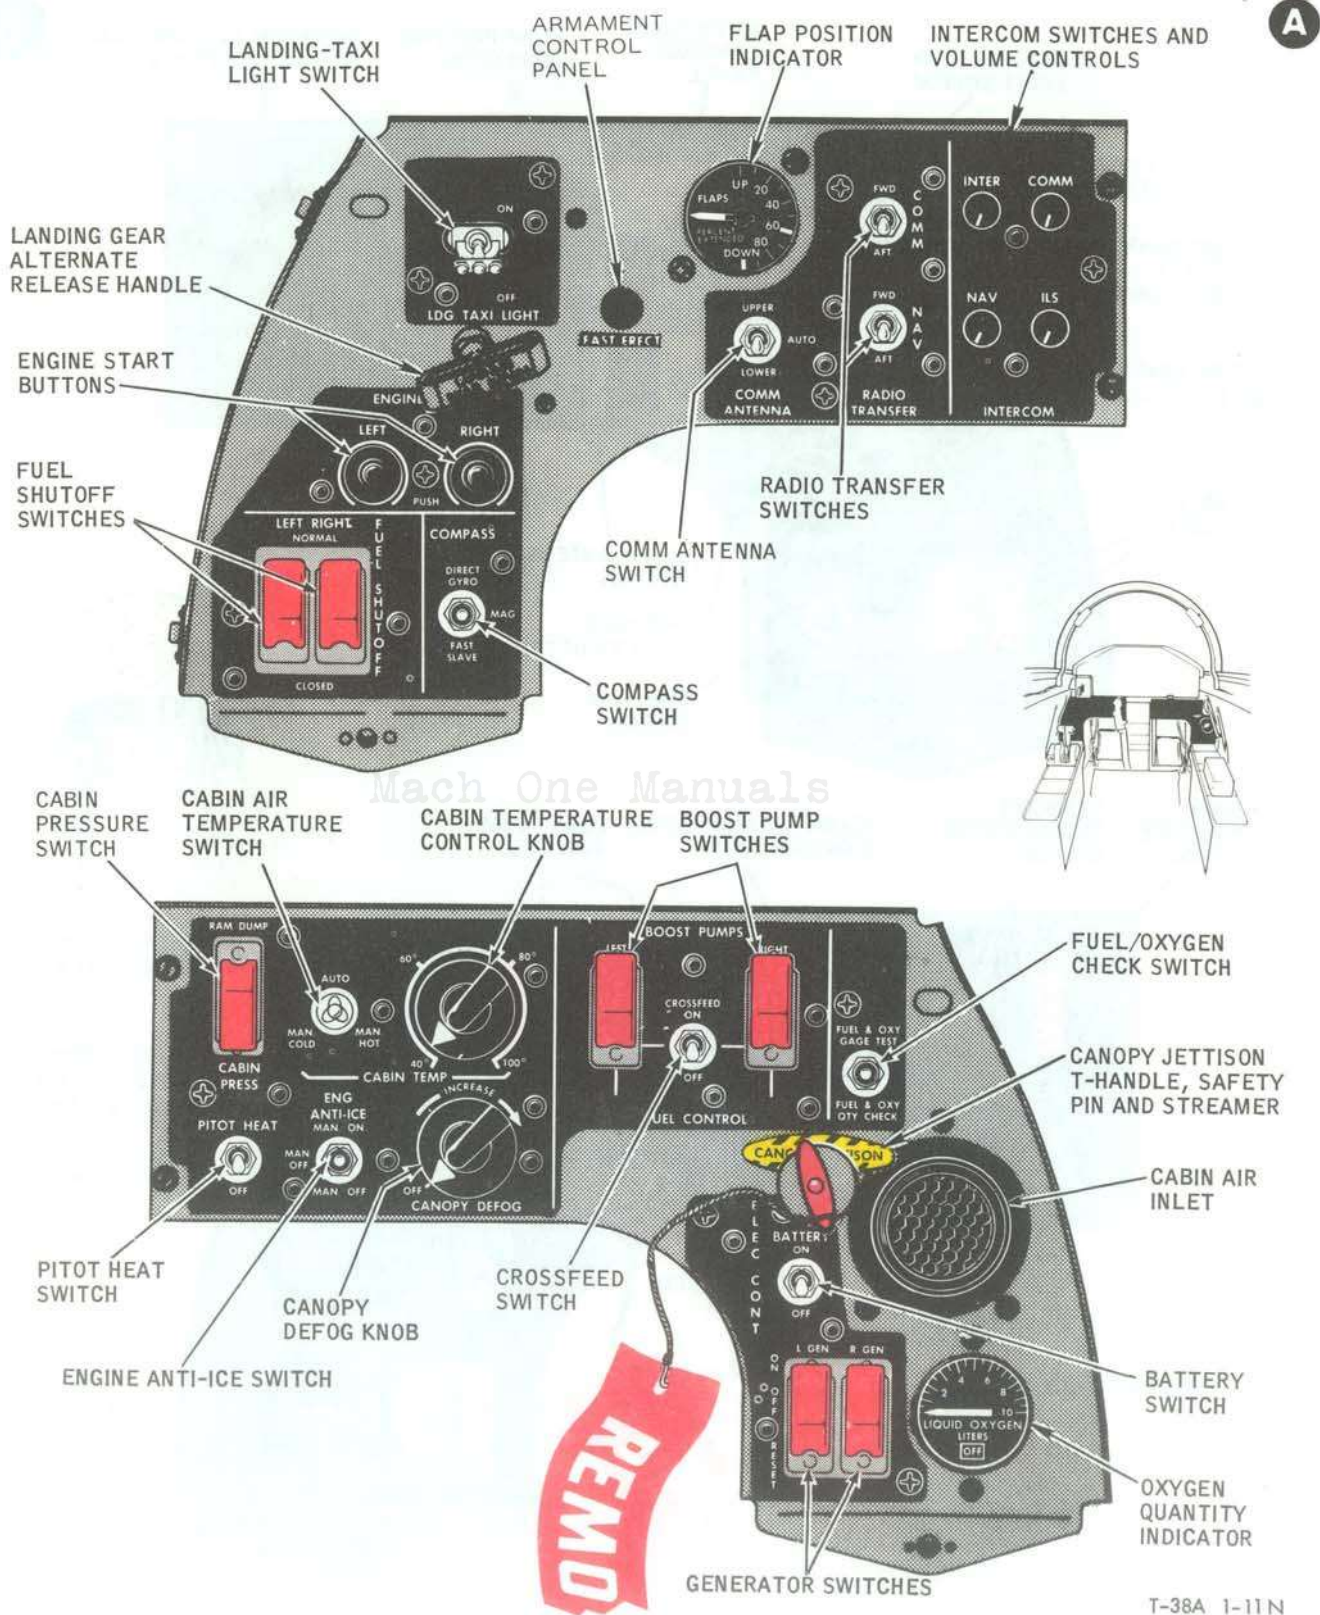 A
LANDING-TAXI
LIGHT SWITCH
ARMAMENT
CONTROL
PANEL
FLAP POSITION
INDICATOR
INTERCOM SWITCHES AND
VOLUME CONTROLS
LANDING GEAR
ALTERNATE
RELEASE HANDLE
ENGINE START
BUTTONS
FUEL
SHUTOFF
SWITCHES
ON
OFF
LDG TAXI LIGHT
FAST ERECT
UP
20
40
60
80
FLAPS
PERCENT
EXTENDED
DOWN
FWD
AFT
COMM
FWD
AFT
NAV
RADIO
TRANSFER
UPPER
AUTO
LOWER
COMM
ANTENNA
INTER
COMM
NAV
ILS
INTERCOM
ENGINE
LEFT
RIGHT
PUSH
LEFT RIGHT
NORMAL
FUEL SHUTOFF
CLOSED
COMPASS
DIRECT
GYRO
MAG
FAST
SLAVE
RADIO TRANSFER
SWITCHES
COMM ANTENNA
SWITCH
COMPASS
SWITCH
Mach One Manuals
CABIN
PRESSURE
SWITCH
CABIN AIR
TEMPERATURE
SWITCH
CABIN TEMPERATURE
CONTROL KNOB
BOOST PUMP
SWITCHES
FUEL/OXYGEN
CHECK SWITCH
CANOPY JETTISON
T-HANDLE, SAFETY
PIN AND STREAMER
CABIN AIR
INLET
RAM DUMP
CABIN
PRESS
AUTO
MAN
COLD
MAN
HOT
60°
80°
40°
100°
CABIN TEMP
PITOT HEAT
OFF
ENG
ANTI-ICE
MAN ON
MAN
OFF
MAN OFF
INCREASE
OFF
CANOPY DEFOG
BOOST PUMPS
LEFT
RIGHT
CROSSFEED
ON
OFF
FUEL CONTROL
FUEL & OXY
GAGE TEST
FUEL & OXY
QTY CHECK
CANO
TISON
ELEC CONT
BATTERY
ON
OFF
L GEN
R GEN
ON
OFF
RESET
2
4
6
8
10
LIQUID OXYGEN
LITERS
OFF
REMO
PITOT HEAT
SWITCH
CANOPY
DEFOG KNOB
CROSSFEED
SWITCH
ENGINE ANTI-ICE SWITCH
BATTERY
SWITCH
OXYGEN
QUANTITY
INDICATOR
GENERATOR SWITCHES
T-38A 1-11N